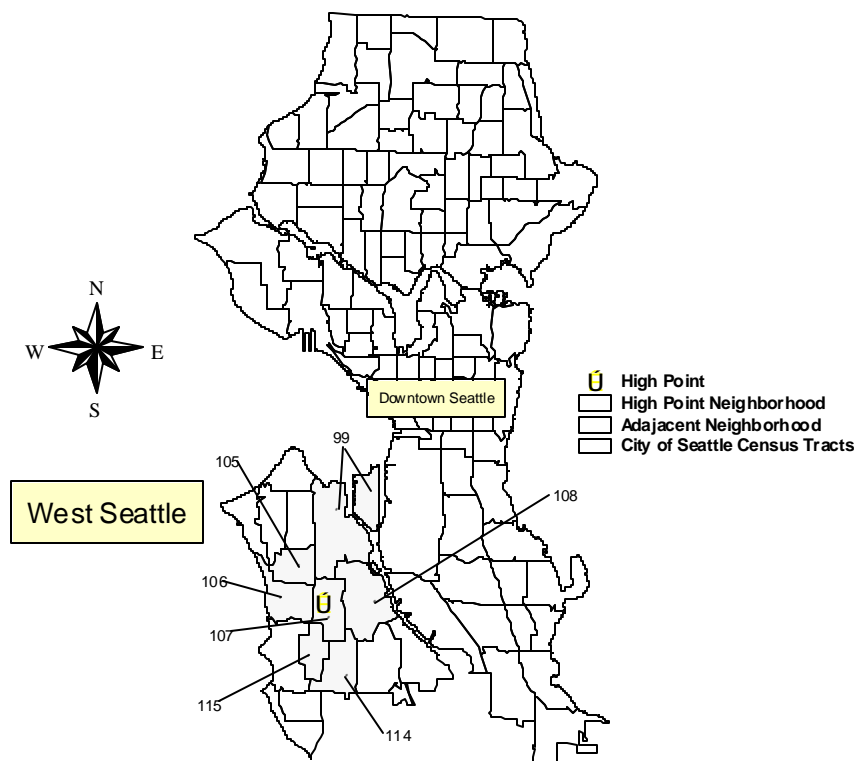 N
W
E
S
Downtown Seattle
Ú High Point
High Point Neighborhood
Adajacent Neighborhood
City of Seattle Census Tracts
West Seattle
99
105
108
106
Ú
107
115
114